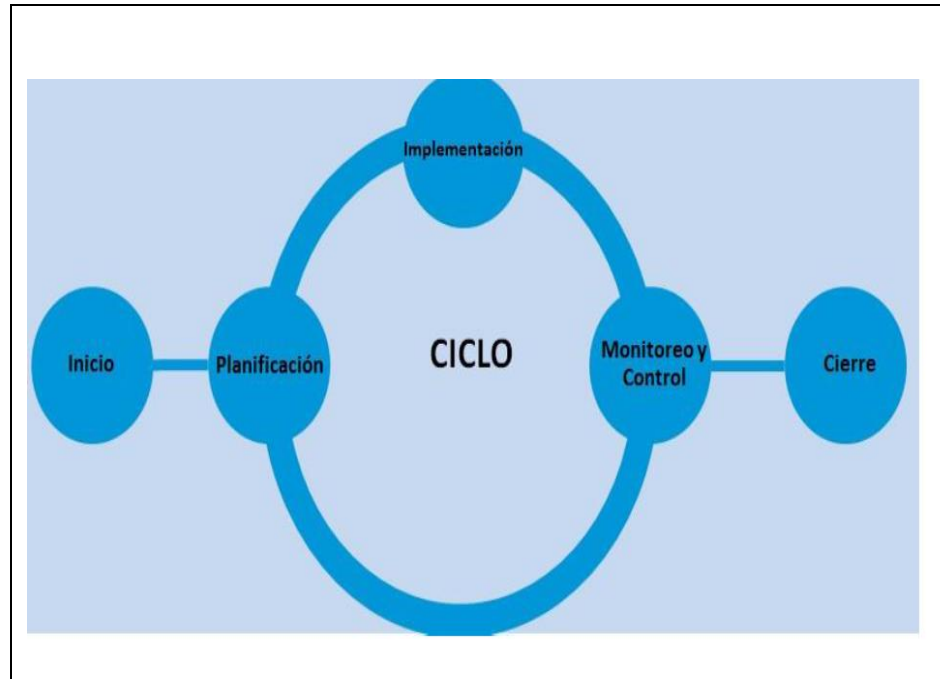 Implementación
CICLO
Inicio
Planificación
Monitoreo y
Control
Cierre